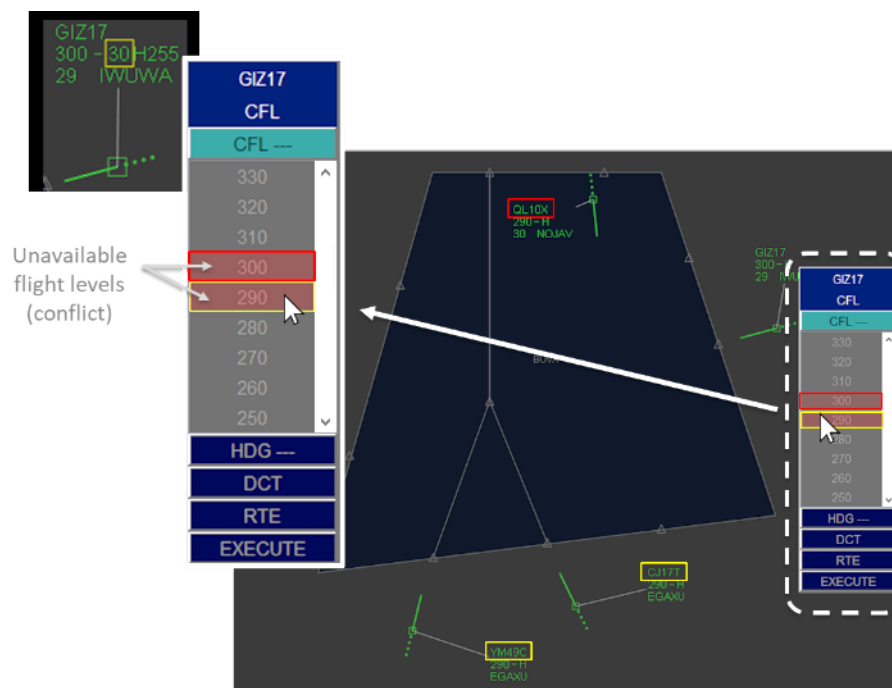 GIZ17
300 - 30 H255
29 IWUWA
GIZ17
CFL
CFL ---
330
320
310
300
290
280
270
260
250
HDG ---
DCT
RTE
EXECUTE
Unavailable
flight levels
(conflict)
QL10X
290-H
30 NOJAV
GIZ17
300-
29 IWU
GIZ17
CFL
CFL ---
330
320
310
300
290
280
270
260
250
HDG ---
DCT
RTE
EXECUTE
CJ17T
290-H
EGAXU
YM49C
290-H
EGAXU